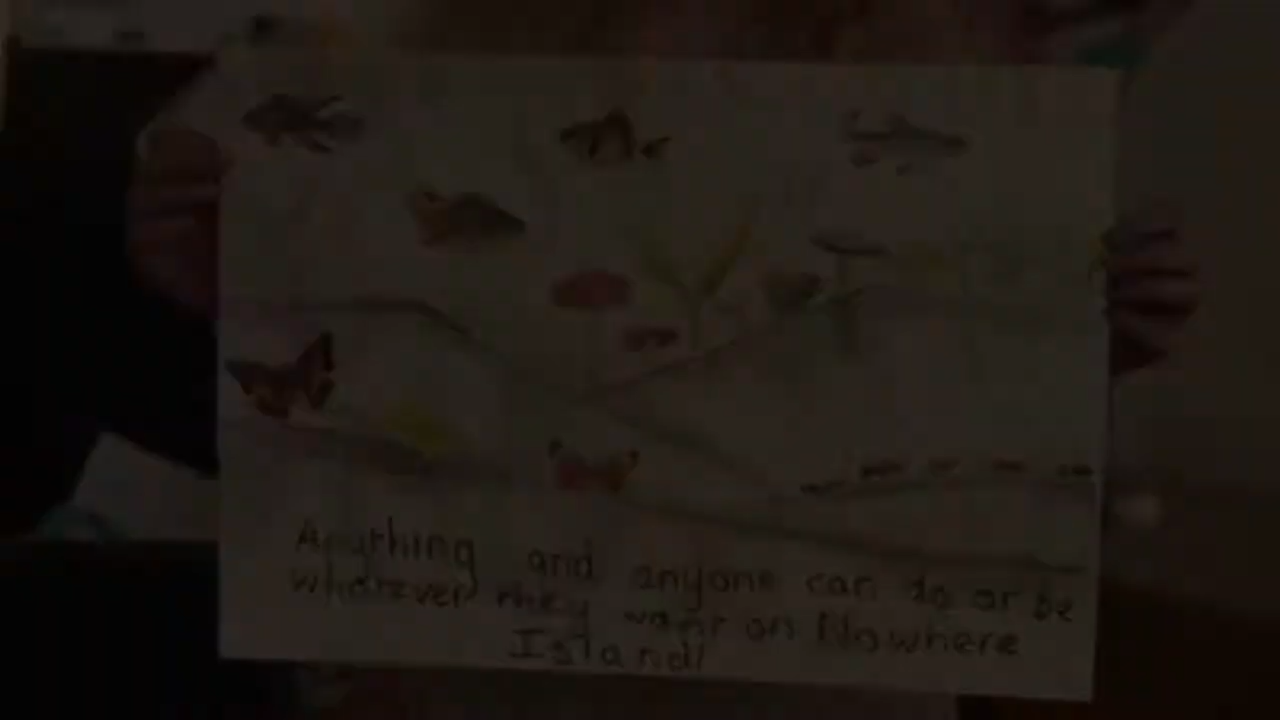 Anything and anyone can do or be
whatever they want on Nowhere
Island!